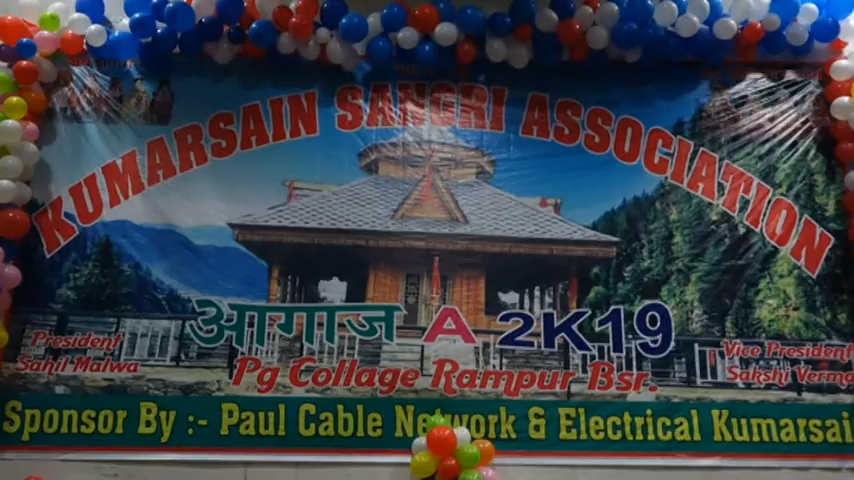 KUMARSAIN SANGRI ASSOCIATION
आगाज A 2K19
President
Sahil Malwa
Pg Collage Rampur Bsr.
Vice President
Sakshi Verma
Sponsor By :- Paul Cable Network & Electrical Kumarsai